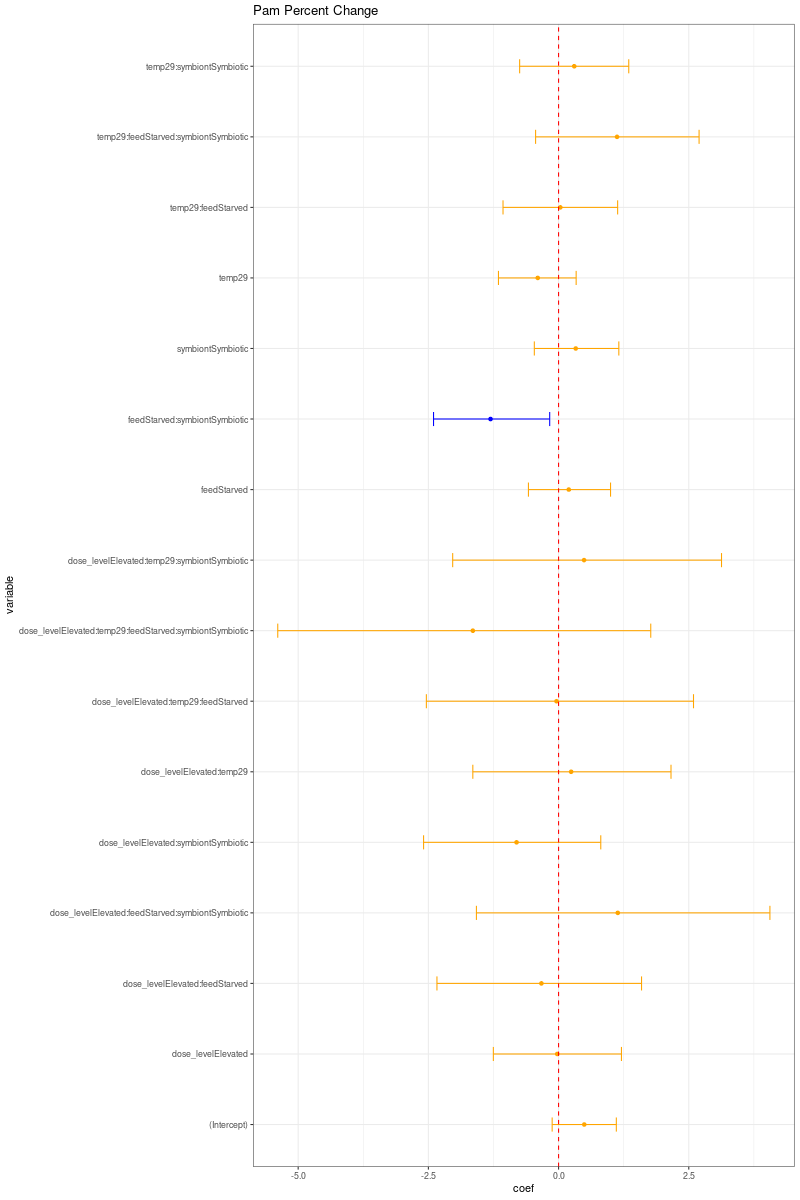 Pam Percent Change
temp29:symbiontSymbiotic
temp29:feedStarved:symbiontSymbiotic
temp29:feedStarved
temp29
symbiontSymbiotic
feedStarved:symbiontSymbiotic
feedStarved
dose_levelElevated:temp29:symbiontSymbiotic
dose_levelElevated:temp29:feedStarved:symbiontSymbiotic
dose_levelElevated:temp29:feedStarved
dose_levelElevated:temp29
dose_levelElevated:symbiontSymbiotic
dose_levelElevated:feedStarved:symbiontSymbiotic
dose_levelElevated:feedStarved
dose_levelElevated
(Intercept)
variable
-5.0 -2.5 0.0 2.5
coef